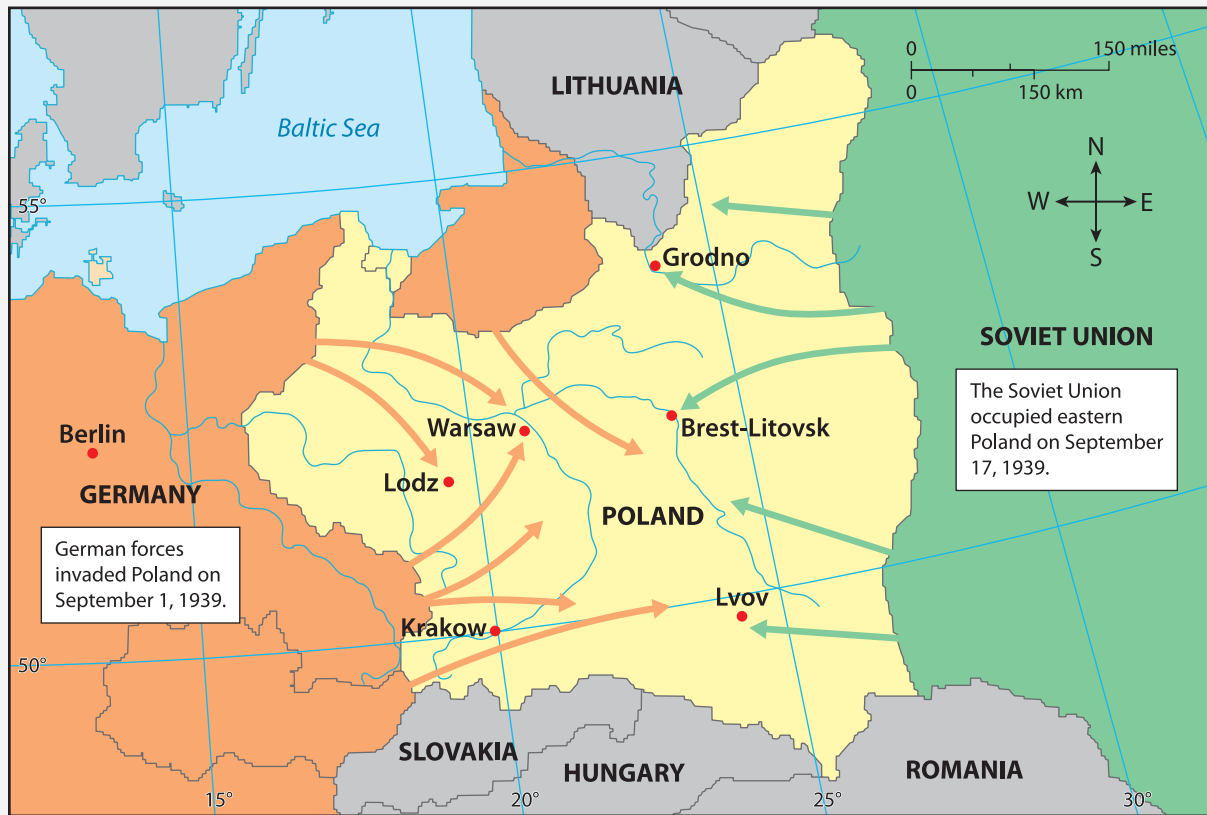 LITHUANIA
0 150 miles
0 150 km
Baltic Sea
N
W E
S
55°
Grodno
SOVIET UNION
The Soviet Union
occupied eastern
Poland on September
17, 1939.
Berlin
Warsaw
Brest-Litovsk
Lodz
GERMANY
POLAND
German forces
invaded Poland on
September 1, 1939.
Lvov
Krakow
50°
SLOVAKIA
HUNGARY
ROMANIA
15°
20°
25°
30°